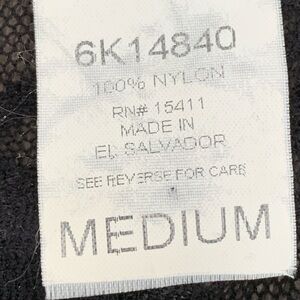 6K14840
100% NYLON
RN# 15411
MADE IN
EL SALVADOR
SEE REVERSE FOR CARE
MEDIUM